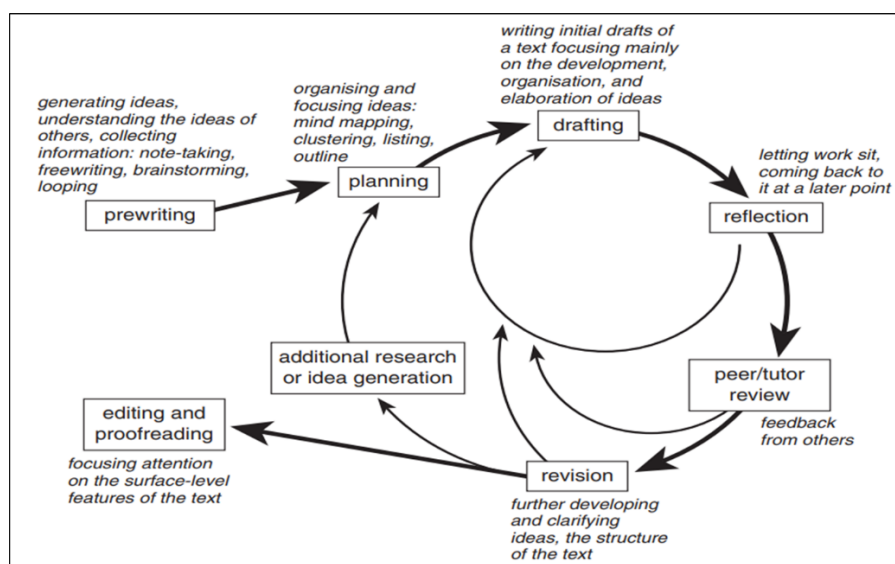 generating ideas,
understanding the ideas of
others, collecting
information: note-taking,
freewriting, brainstorming,
looping
prewriting
organising and
focusing ideas:
mind mapping,
clustering, listing,
outline
planning
writing initial drafts of
a text focusing mainly
on the development,
organisation, and
elaboration of ideas
drafting
letting work sit,
coming back to
it at a later point
reflection
peer/tutor
review
feedback
from others
revision
further developing
and clarifying
ideas, the structure
of the text
additional research
or idea generation
editing and
proofreading
focusing attention
on the surface-level
features of the text